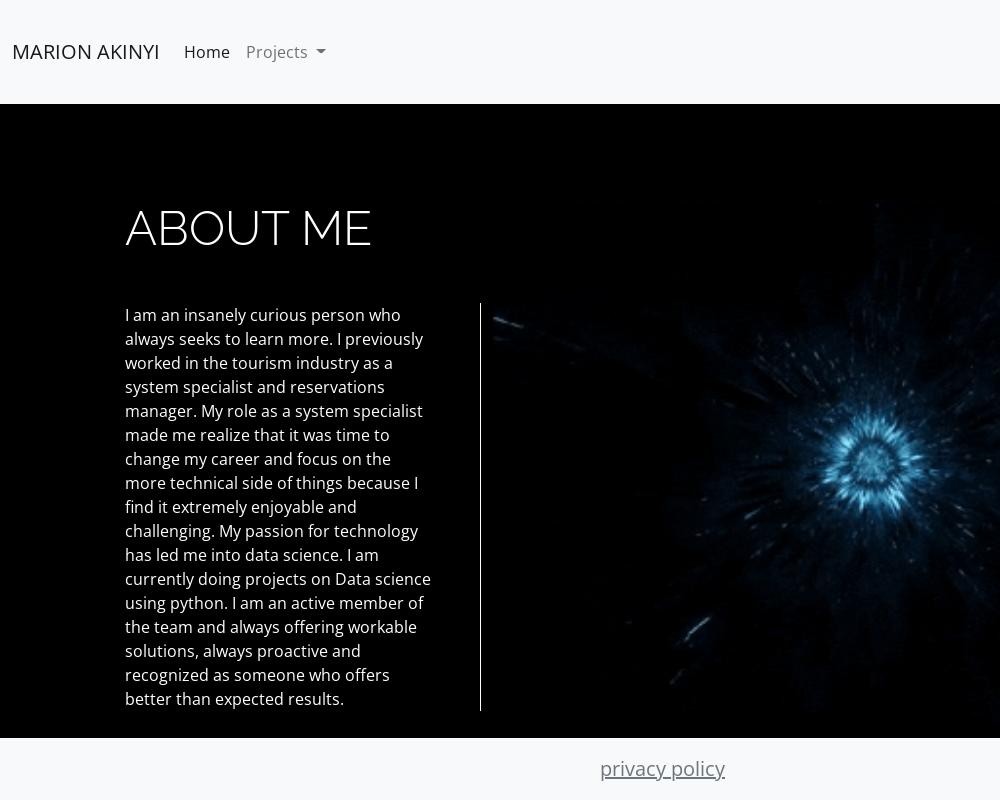 MARION AKINYI
Home
Projects
ABOUT ME
I am an insanely curious person who
always seeks to learn more. I previously
worked in the tourism industry as a
system specialist and reservations
manager. My role as a system specialist
made me realize that it was time to
change my career and focus on the
more technical side of things because I
find it extremely enjoyable and
challenging. My passion for technology
has led me into data science. I am
currently doing projects on Data science
using python. I am an active member of
the team and always offering workable
solutions, always proactive and
recognized as someone who offers
better than expected results.
privacy policy